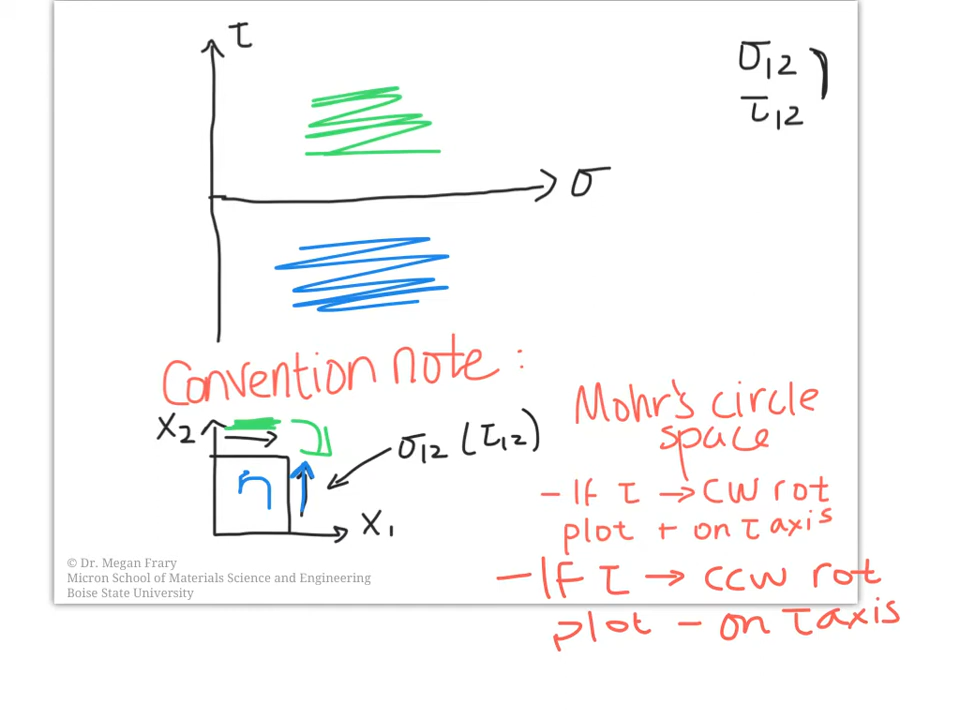 τ
σ12
τ12
σ
Convention note:
Mohr's circle
space
X2
σ12 (τ12)
- If τ → CW rot
plot + on τ axis
X1
- If τ → CCW rot
plot - on τ axis
© Dr. Megan Frary
Micron School of Materials Science and Engineering
Boise State University